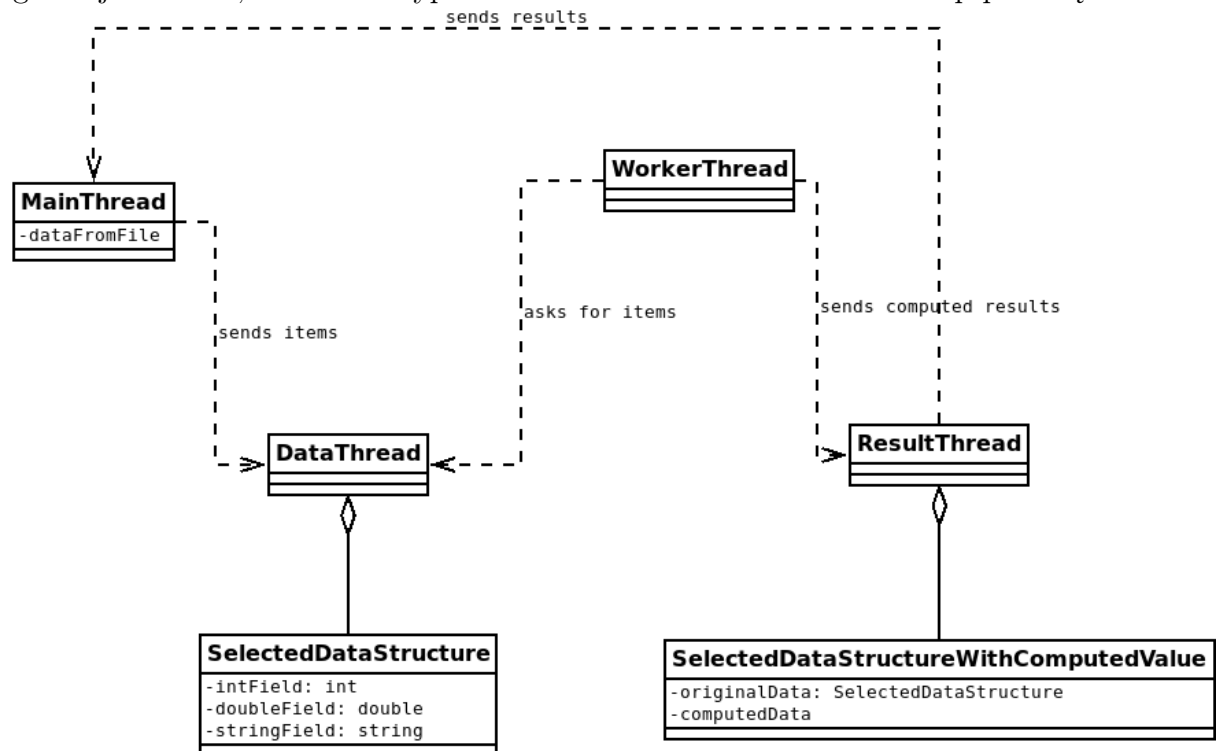 sends results
WorkerThread
MainThread
-dataFromFile
asks for items
sends computed results
sends items
DataThread
ResultThread
SelectedDataStructure
-intField: int
-doubleField: double
-stringField: string
SelectedDataStructureWithComputedValue
-originalData: SelectedDataStructure
-computedData